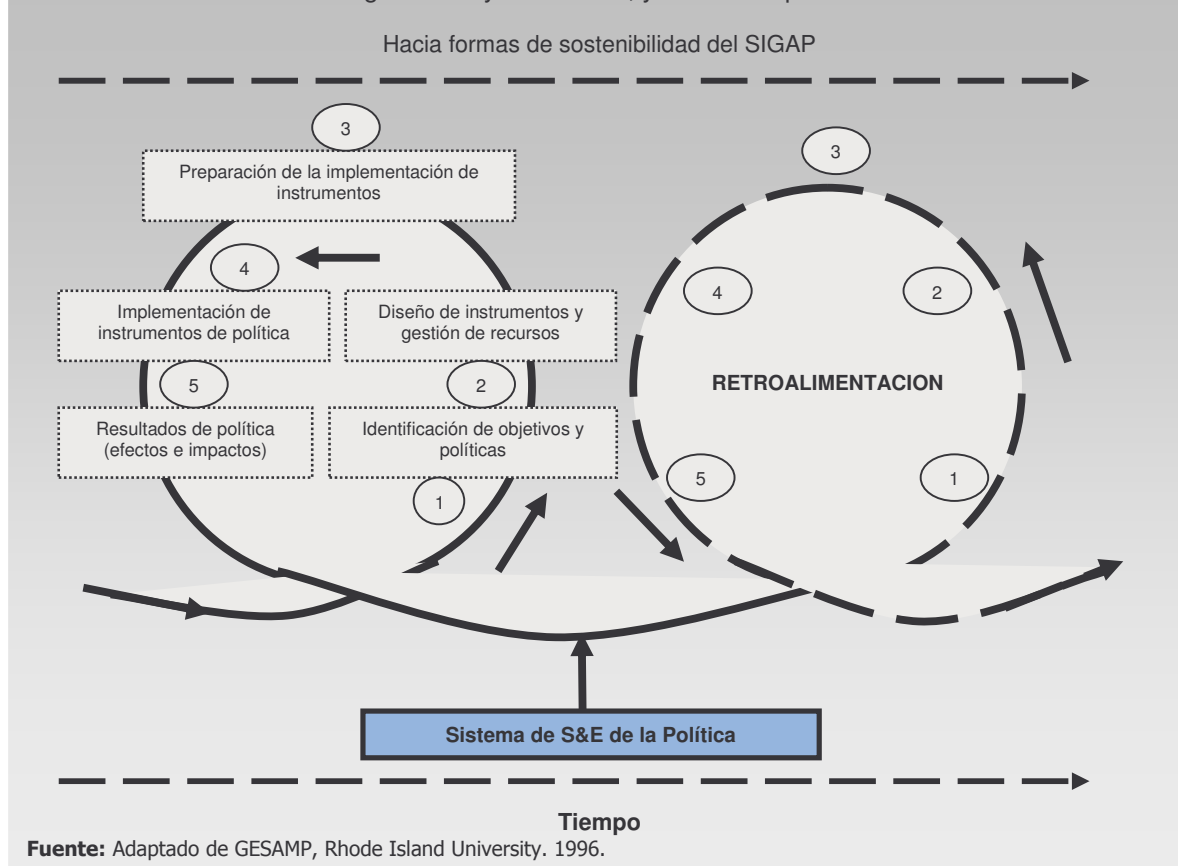 Hacia formas de sostenibilidad del SIGAP
3
Preparación de la implementación de
instrumentos
4
Implementación de
instrumentos de política
Diseño de instrumentos y
gestión de recursos
5
2
Resultados de política
(efectos e impactos)
Identificación de objetivos y
políticas
1
3
4
2
RETROALIMENTACION
5
1
Sistema de S&E de la Política
Tiempo
Fuente: Adaptado de GESAMP, Rhode Island University. 1996.